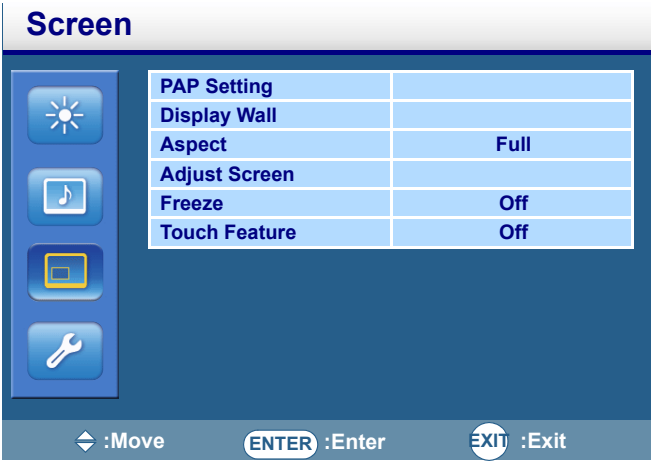 Screen
PAP Setting
Display Wall
Aspect Full
Adjust Screen
Freeze Off
Touch Feature Off
:Move ENTER :Enter EXIT :Exit